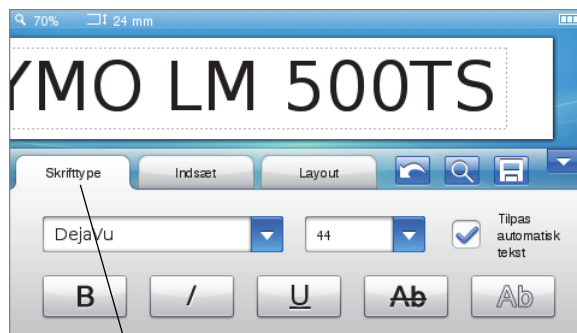 70% 24 mm
YMO LM 500TS
Skrifttype Indsæt Layout
DejaVu 44 Tilpas
automatisk
tekst
B I U Ab Ab